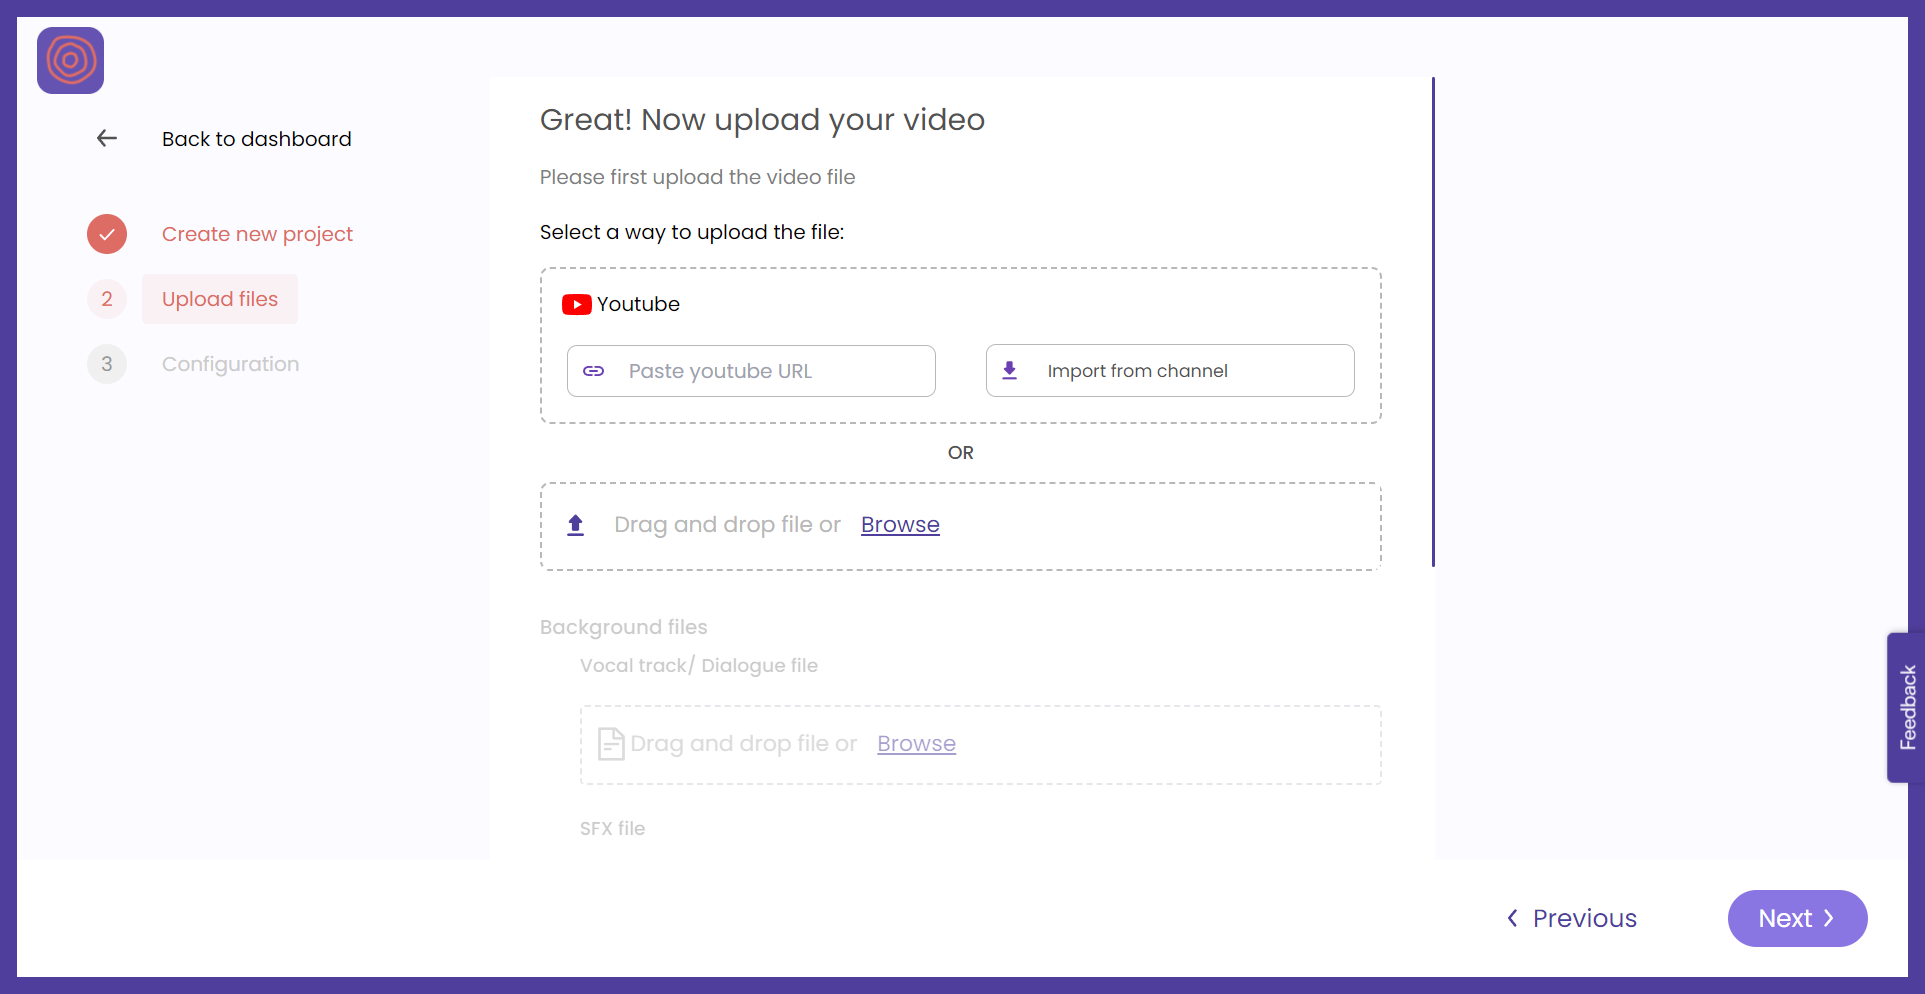 Back to dashboard
Create new project
2 Upload files
3 Configuration
Great! Now upload your video
Please first upload the video file
Select a way to upload the file:
Youtube
Paste youtube URL
Import from channel
OR
Drag and drop file or Browse
Background files
Vocal track/ Dialogue file
Drag and drop file or Browse
SFX file
Feedback
Previous
Next